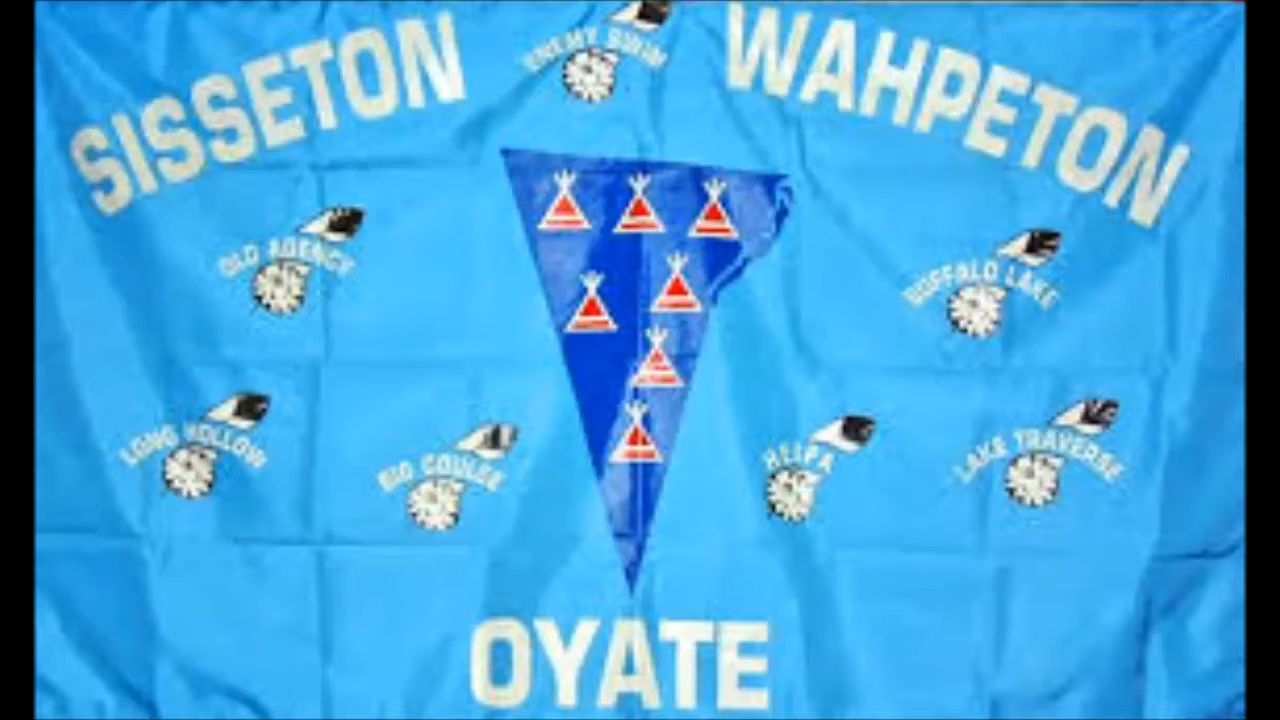 SISSETON
WAHPETON
ENEMY SWIM
OLD AGENCY
BUFFALO LAKE
LONG HOLLOW
BIG COULEE
HEIPA
LAKE TRAVERSE
OYATE